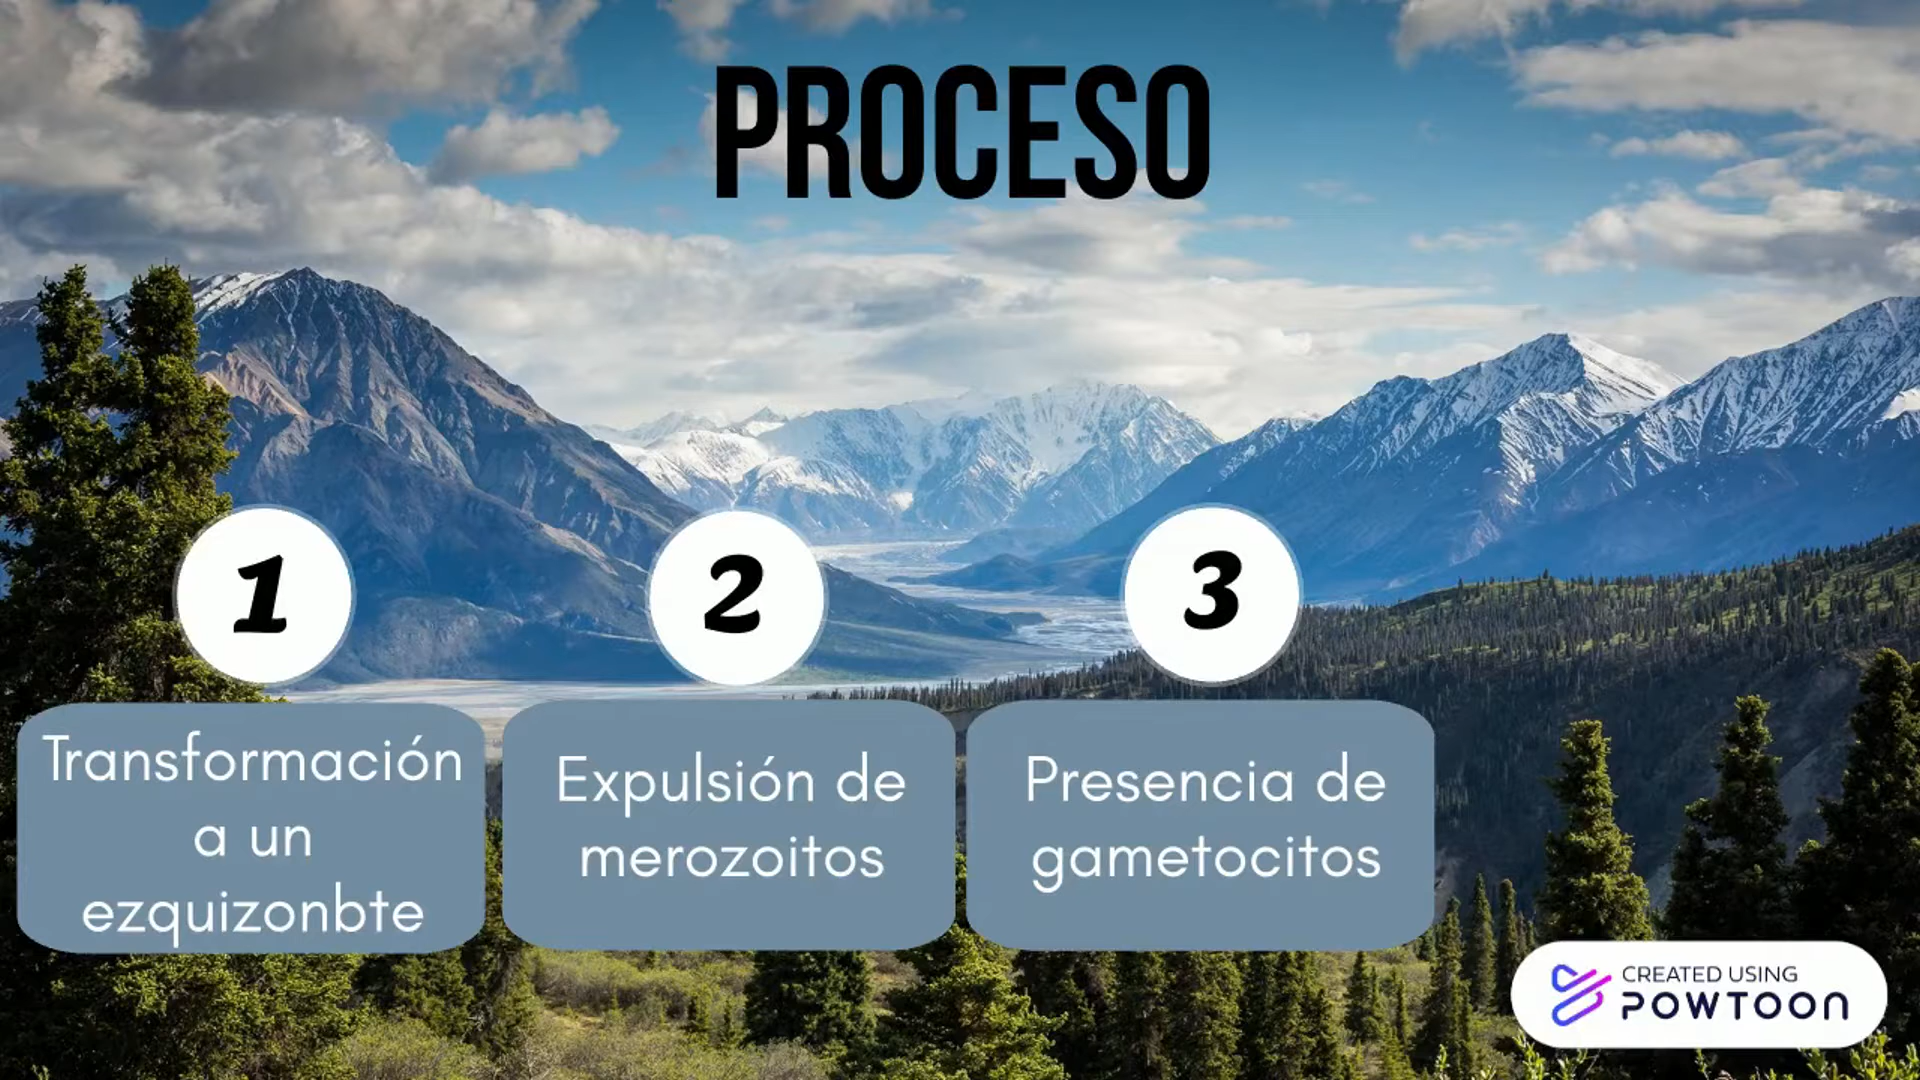 PROCESO
1
2
3
Transformación
a un
ezquizonbte
Expulsión de
merozoitos
Presencia de
gametocitos
CREATED USING
POWTOON